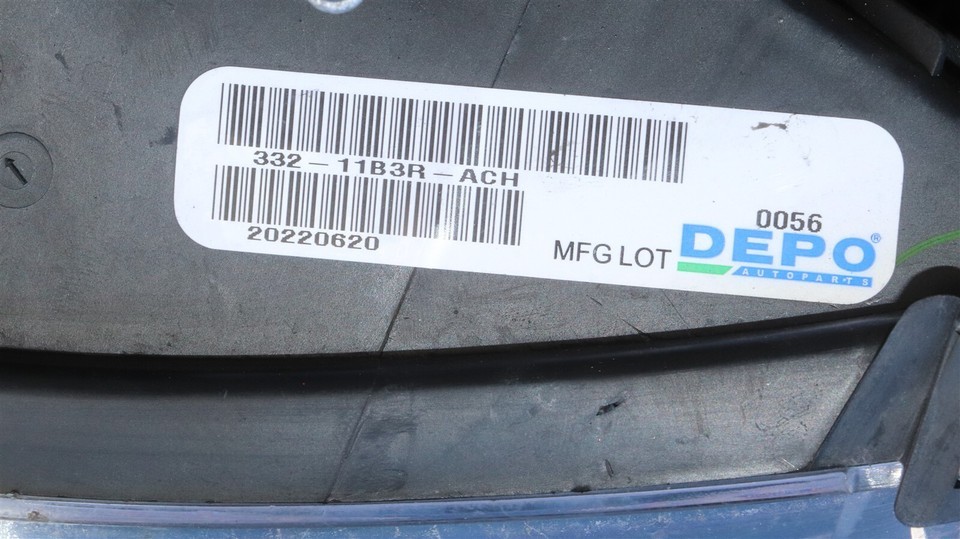 332-11B3R-ACH
20220620
0056
MFG LOT
DEPO®
AUTOPARTS